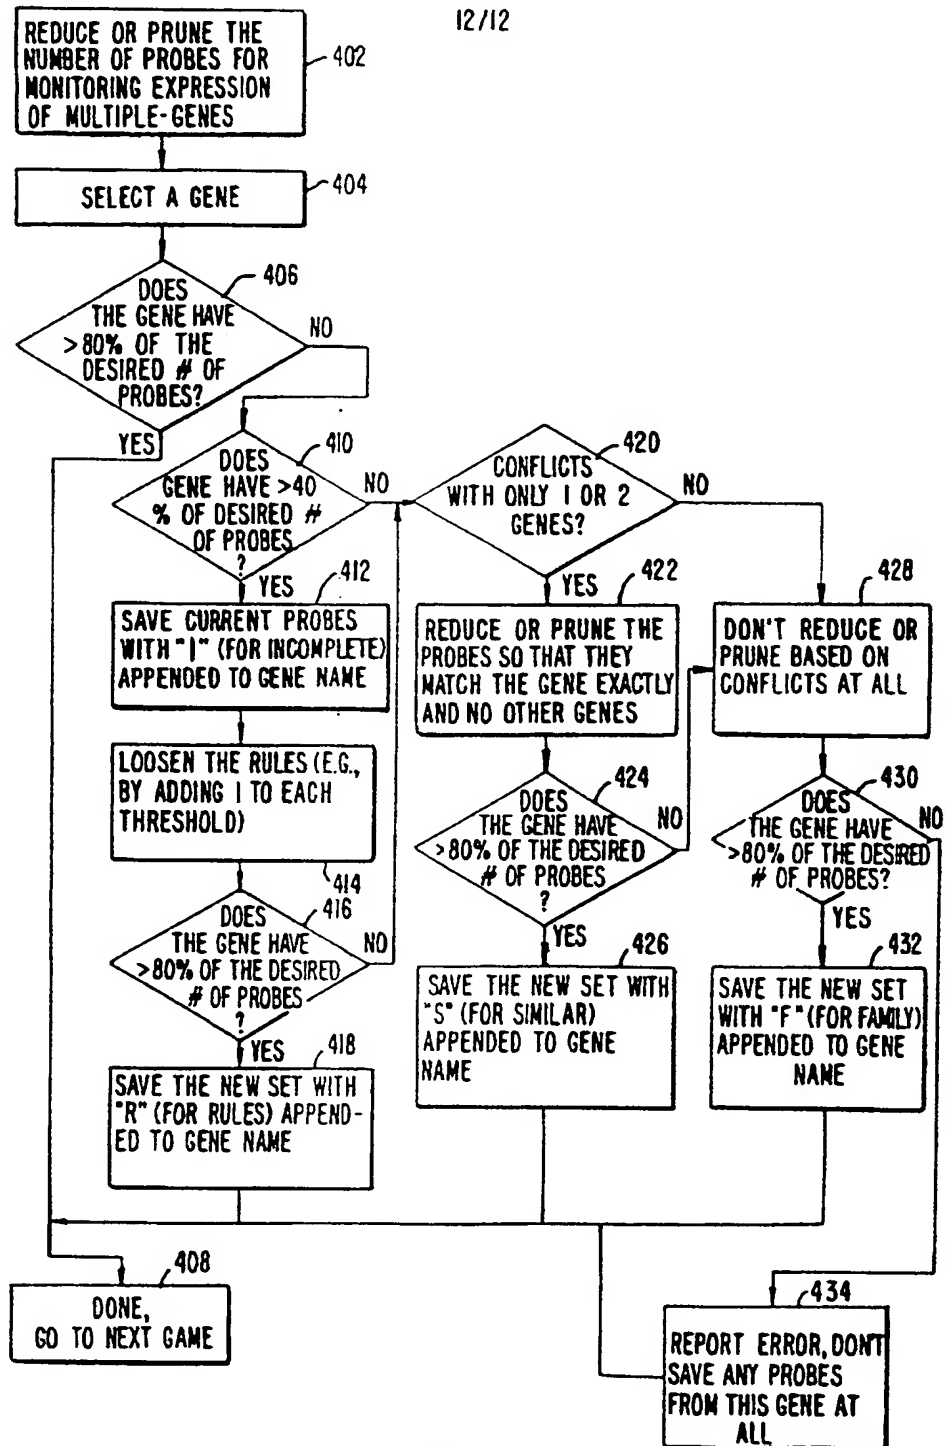 12/12
REDUCE OR PRUNE THE
NUMBER OF PROBES FOR
MONITORING EXPRESSION
OF MULTIPLE-GENES
402
SELECT A GENE
404
406
DOES
THE GENE HAVE
>80% OF THE
DESIRED # OF
PROBES?
NO
YES
410
DOES
GENE HAVE >40
% OF DESIRED #
OF PROBES
?
NO
YES
412
SAVE CURRENT PROBES
WITH "I" (FOR INCOMPLETE)
APPENDED TO GENE NAME
LOOSEN THE RULES (E.G.,
BY ADDING 1 TO EACH
THRESHOLD)
414
416
DOES
THE GENE HAVE
>80% OF THE DESIRED
# OF PROBES
?
NO
YES
418
SAVE THE NEW SET WITH
"R" (FOR RULES) APPEND-
ED TO GENE NAME
420
CONFLICTS
WITH ONLY 1 OR 2
GENES?
NO
YES
422
REDUCE OR PRUNE THE
PROBES SO THAT THEY
MATCH THE GENE EXACTLY
AND NO OTHER GENES
424
DOES
THE GENE HAVE
>80% OF THE DESIRED
# OF PROBES
?
NO
YES
426
SAVE THE NEW SET WITH
"S" (FOR SIMILAR)
APPENDED TO GENE
NAME
428
DON'T REDUCE OR
PRUNE BASED ON
CONFLICTS AT ALL
430
DOES
THE GENE HAVE
>80% OF THE DESIRED
# OF PROBES?
NO
YES
432
SAVE THE NEW SET
WITH "F" (FOR FAMILY)
APPENDED TO GENE
NAME
408
DONE,
GO TO NEXT GAME
434
REPORT ERROR, DON'T
SAVE ANY PROBES
FROM THIS GENE AT
ALL